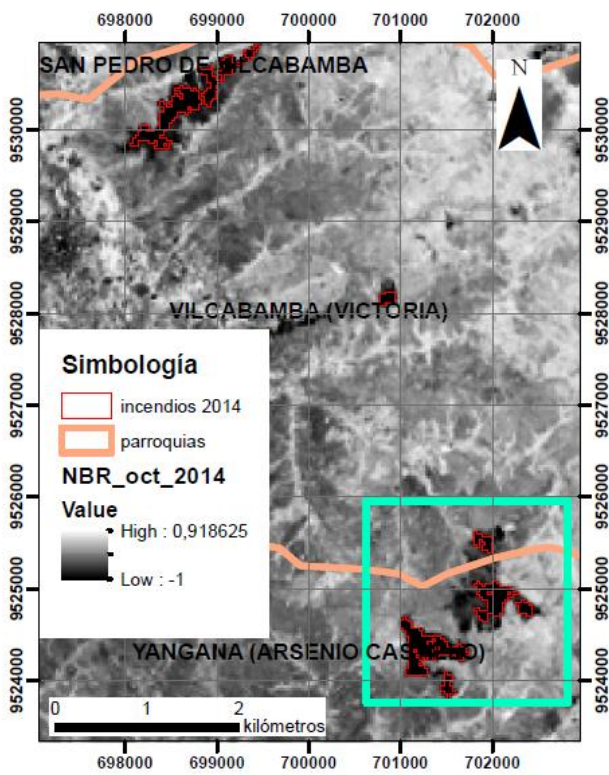 698000 699000 700000 701000 702000
SAN PEDRO DE VILCABAMBA
N
9530000
9529000
9528000
9527000
9526000
9525000
9524000
9530000
9529000
9528000
9527000
9526000
9525000
9524000
VILCABAMBA (VICTORIA)
Simbología
incendios 2014
parroquias
NBR_oct_2014
Value
High : 0,918625
Low : -1
YANGANA (ARSENIO CASTILLO)
0 1 2
kilómetros
698000 699000 700000 701000 702000